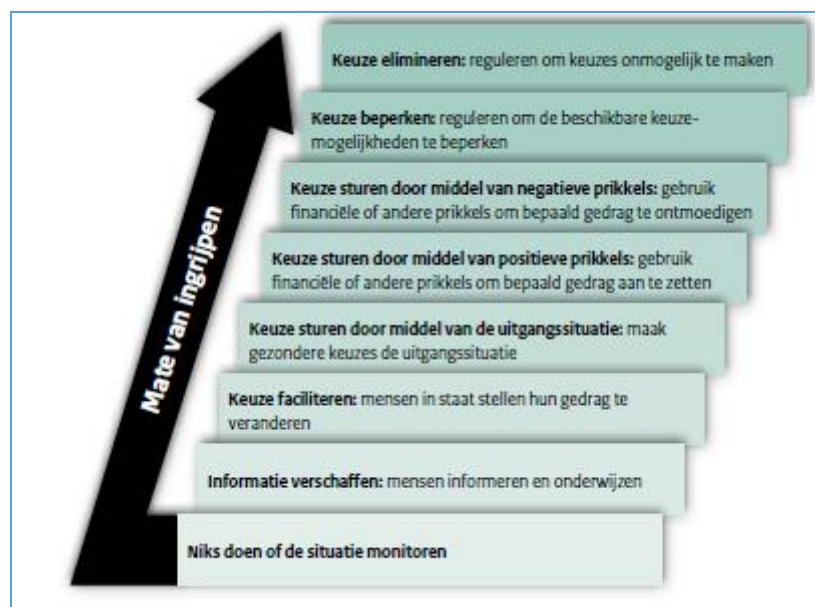 Keuze elimineren: reguleren om keuzes onmogelijk te maken
Keuze beperken: reguleren om de beschikbare keuze-
mogelijkheden te beperken
Keuze sturen door middel van negatieve prikkels: gebruik
financiële of andere prikkels om bepaald gedrag te ontmoedigen
Keuze sturen door middel van positieve prikkels: gebruik
financiële of andere prikkels om bepaald gedrag aan te zetten
Keuze sturen door middel van de uitgangssituatie: maak
gezondere keuzes de uitgangssituatie
Keuze faciliteren: mensen in staat stellen hun gedrag te
veranderen
Informatie verschaffen: mensen informeren en onderwijzen
Niks doen of de situatie monitoren
Mate van ingrijpen